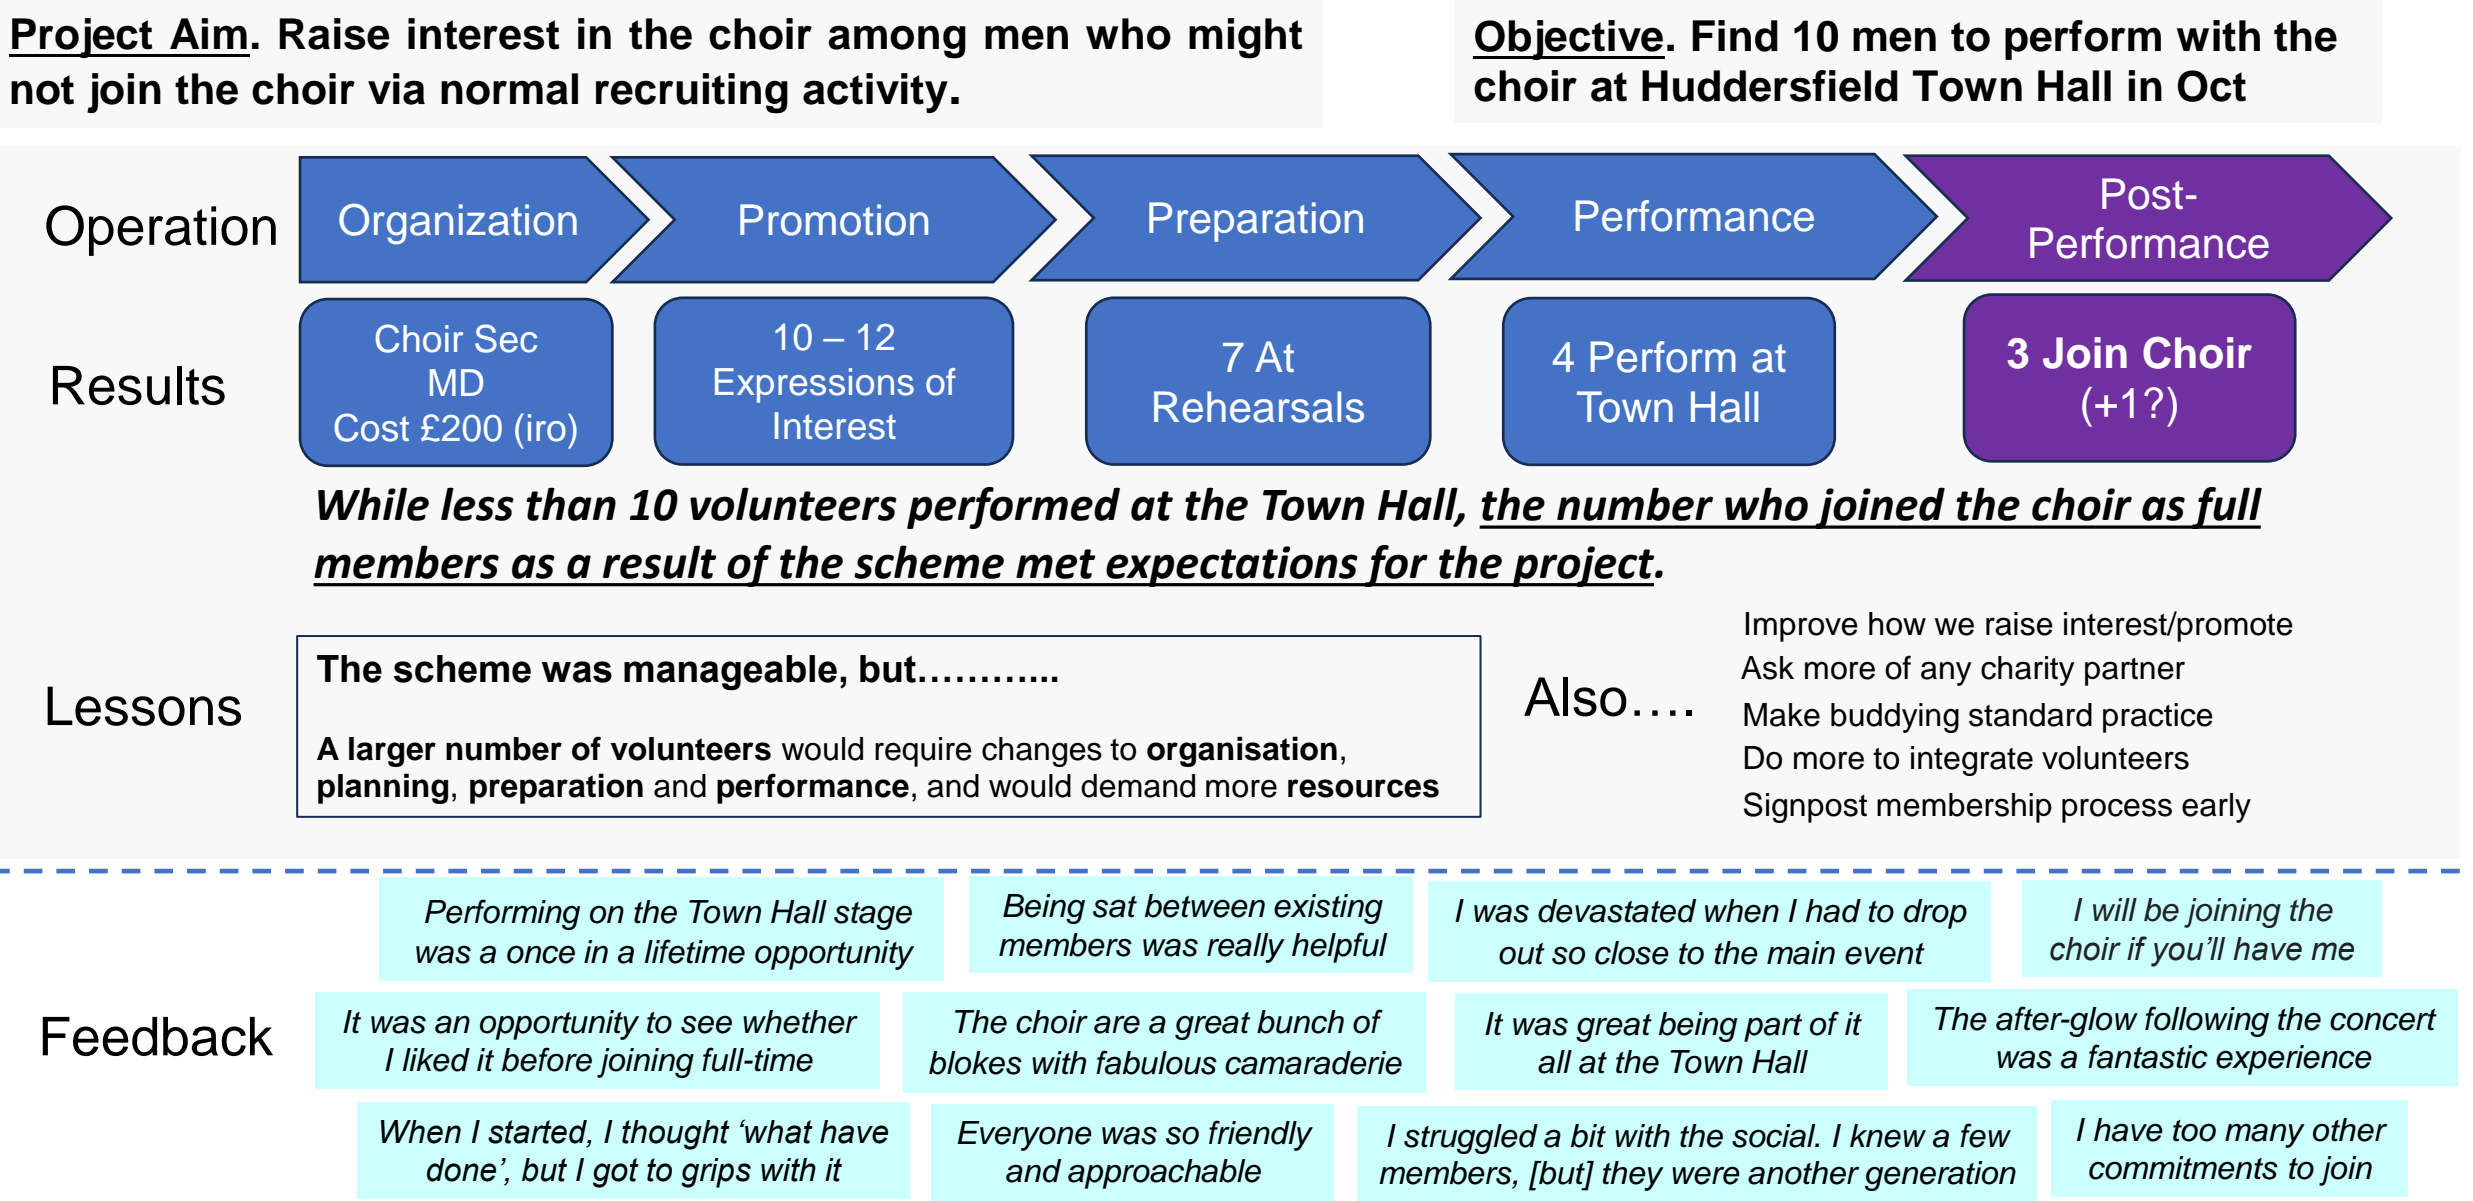 Project Aim. Raise interest in the choir among men who might
not join the choir via normal recruiting activity.
Objective. Find 10 men to perform with the
choir at Huddersfield Town Hall in Oct
Operation
Organization
Promotion
Preparation
Performance
Post-
Performance
Results
Choir Sec
MD
Cost £200 (iro)
10 – 12
Expressions of
Interest
7 At
Rehearsals
4 Perform at
Town Hall
3 Join Choir
(+1?)
While less than 10 volunteers performed at the Town Hall, the number who joined the choir as full
members as a result of the scheme met expectations for the project.
Lessons
The scheme was manageable, but…………...
A larger number of volunteers would require changes to organisation,
planning, preparation and performance, and would demand more resources
Also….
Improve how we raise interest/promote
Ask more of any charity partner
Make buddying standard practice
Do more to integrate volunteers
Signpost membership process early
Feedback
Performing on the Town Hall stage
was a once in a lifetime opportunity
Being sat between existing
members was really helpful
I was devastated when I had to drop
out so close to the main event
I will be joining the
choir if you’ll have me
It was an opportunity to see whether
I liked it before joining full-time
The choir are a great bunch of
blokes with fabulous camaraderie
It was great being part of it
all at the Town Hall
The after-glow following the concert
was a fantastic experience
When I started, I thought ‘what have
done’, but I got to grips with it
Everyone was so friendly
and approachable
I struggled a bit with the social. I knew a few
members, [but] they were another generation
I have too many other
commitments to join